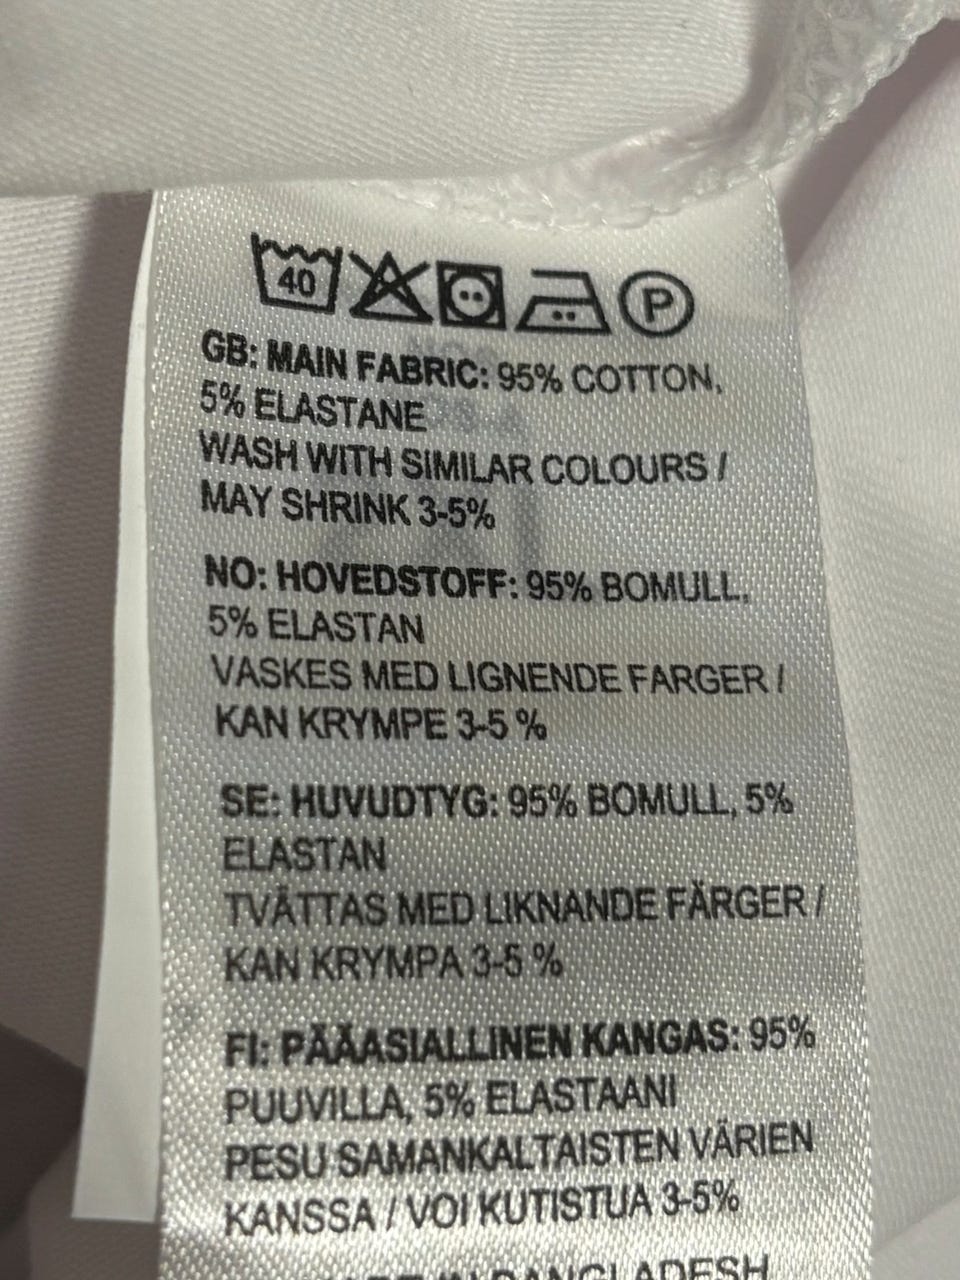 40 P
GB: MAIN FABRIC: 95% COTTON,
5% ELASTANE
WASH WITH SIMILAR COLOURS /
MAY SHRINK 3-5%
NO: HOVEDSTOFF: 95% BOMULL,
5% ELASTAN
VASKES MED LIGNENDE FARGER /
KAN KRYMPE 3-5 %
SE: HUVUDTYG: 95% BOMULL, 5%
ELASTAN
TVÄTTAS MED LIKNANDE FÄRGER /
KAN KRYMPA 3-5 %
FI: PÄÄASIALLINEN KANGAS: 95%
PUUVILLA, 5% ELASTAANI
PESU SAMANKALTAISTEN VÄRIEN
KANSSA / VOI KUTISTUA 3-5%
IN BANGLADESH